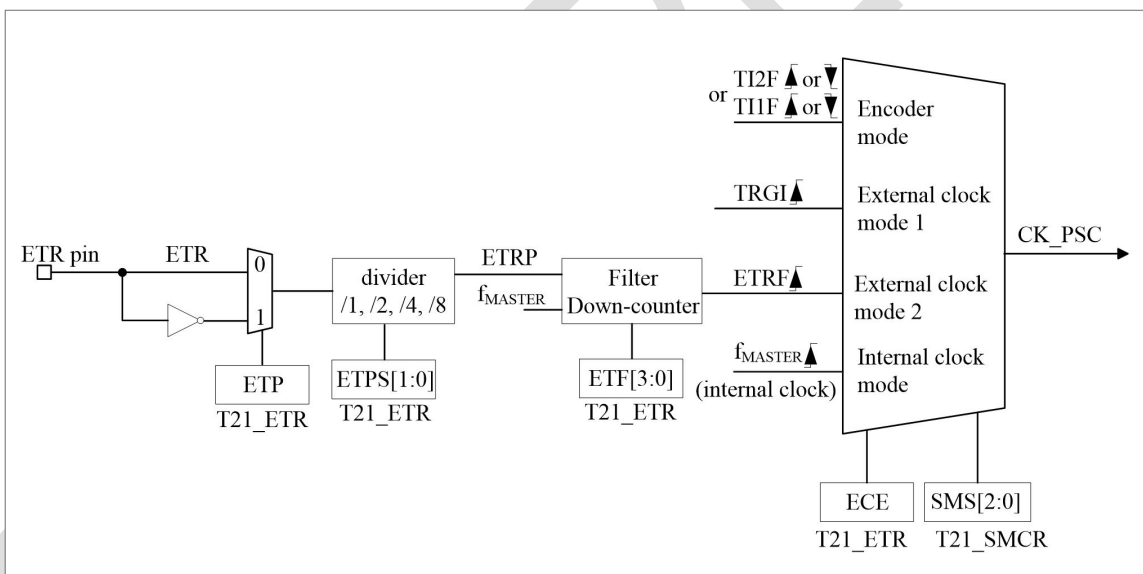 TI2F or
or
TI1F or
Encoder
mode
TRGI
External clock
mode 1
CK_PSC
ETR pin
ETR
0
1
divider
/1, /2, /4, /8
ETRP
fMASTER
Filter
Down-counter
ETRF
External clock
mode 2
fMASTER
(internal clock)
Internal clock
mode
ETP
T21_ETR
ETPS[1:0]
T21_ETR
ETF[3:0]
T21_ETR
ECE
T21_ETR
SMS[2:0]
T21_SMCR